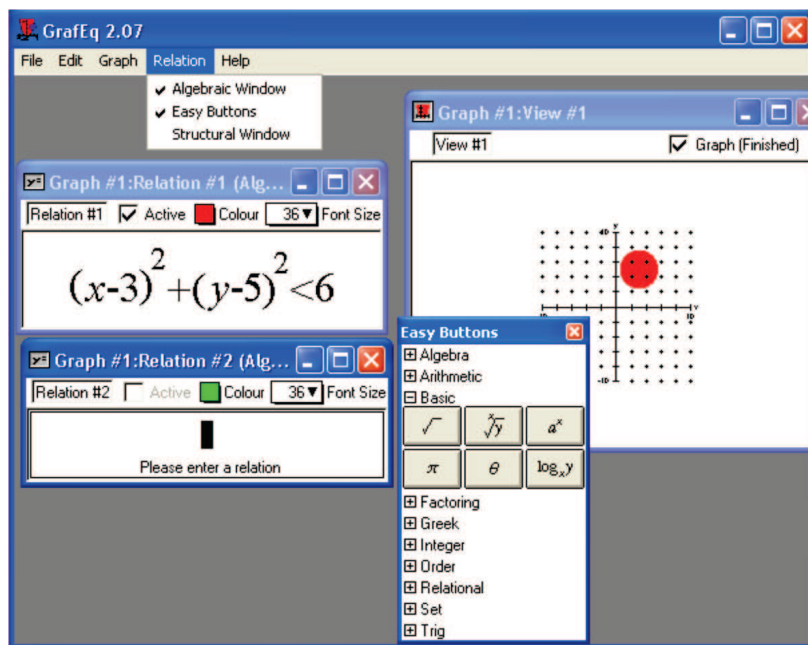 GrafEq 2.07
File Edit Graph Relation Help
Algebraic Window
Easy Buttons
Structural Window
Graph #1:View #1
View #1 Graph (Finished)
Graph #1:Relation #1 (Alg...
Relation #1 Active Colour 36 Font Size
(x-3)²+(y-5)²<6
Graph #1:Relation #2 (Alg...
Relation #2 Active Colour 36 Font Size
Please enter a relation
Easy Buttons
Algebra
Arithmetic
Basic
√ ˣ√y aˣ
π θ logₓy
Factoring
Greek
Integer
Order
Relational
Set
Trig